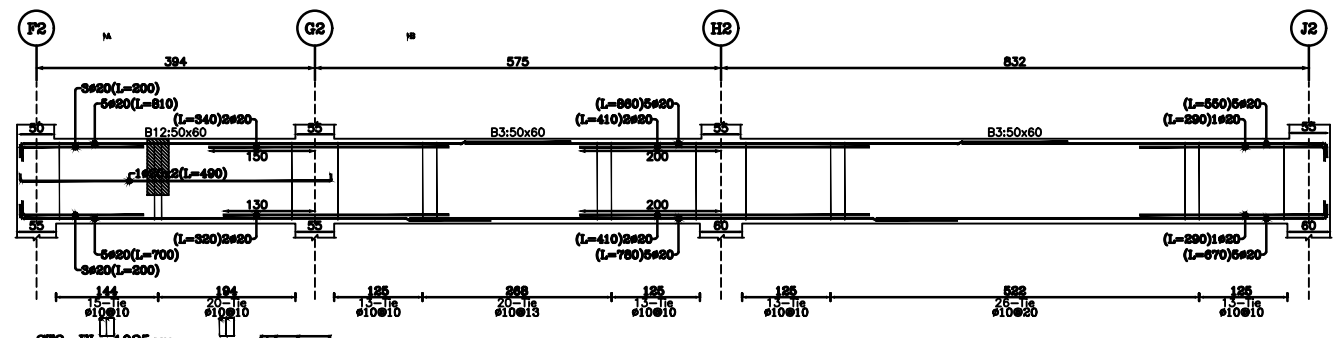 F2 G2 H2 J2
394 575 832
3ø20(L=200)
5ø20(L=810)
(L=340)2ø20
(L=860)5ø20
(L=410)2ø20
(L=550)5ø20
(L=290)1ø20
50 55 55 55
B12:50x60 B3:50x60 B3:50x60
150 200
130 200
55 55 60 60
(L=320)2ø20
5ø20(L=700)
3ø20(L=200)
(L=410)2ø20
(L=780)5ø20
(L=290)1ø20
(L=670)5ø20
144 194 125 268 125 125 522 125
15-Tie 20-Tie 13-Tie 20-Tie 13-Tie 13-Tie 26-Tie 13-Tie
ø10@10 ø10@10 ø10@10 ø10@13 ø10@10 ø10@10 ø10@20 ø10@10